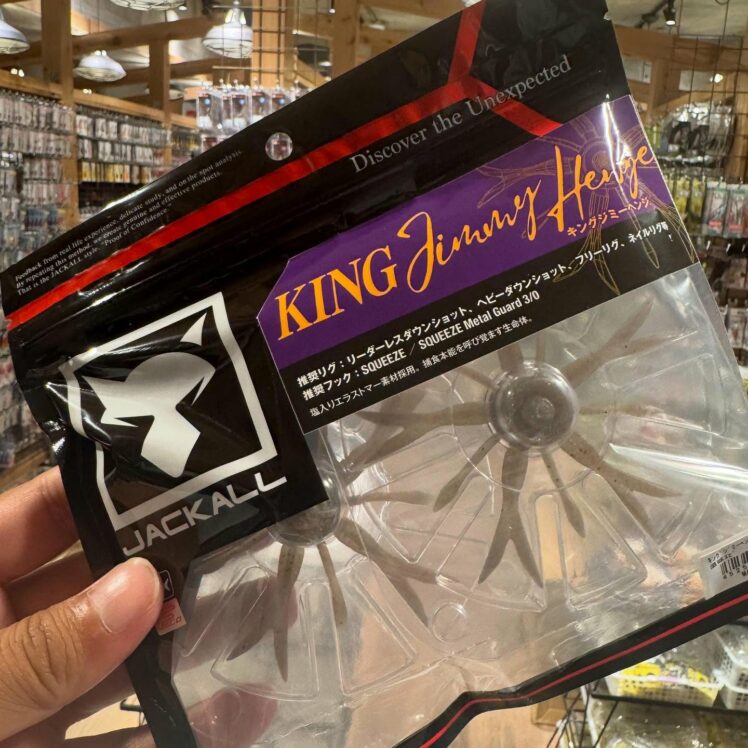 Discover the Unexpected
Feedback from real life experience, delicate study, and on the spot analysis.
By repeating this method, we create genuine and effective products.
That is the JACKALL style, "Proof of Confidence".
KING Jimmy Henge
キングジミーヘンジ
推奨リグ：リーダーレスダウンショット、ヘビーダウンショット、フリーリグ、ネイルリグ等
推奨フック：SQUEEZE / SQUEEZE Metal Guard 3/0
塩入りエラストマー素材採用。捕食本能を呼び覚ます生命体。
JACKALL